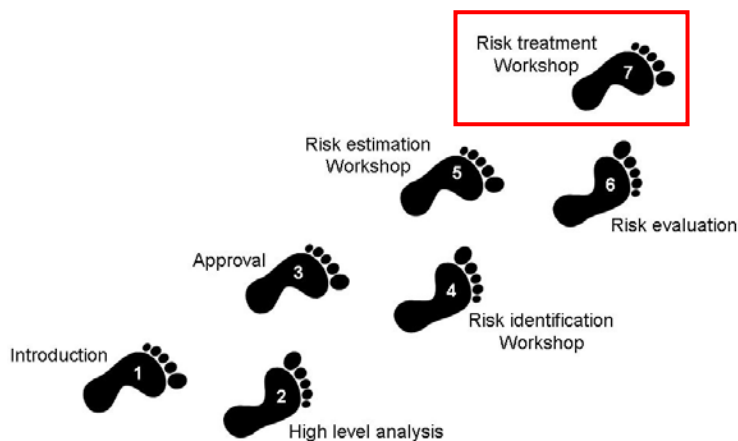 Risk treatment
Workshop
7
Risk estimation
Workshop
5
6
Risk evaluation
Approval
3
4
Risk identification
Workshop
Introduction
1
2
High level analysis